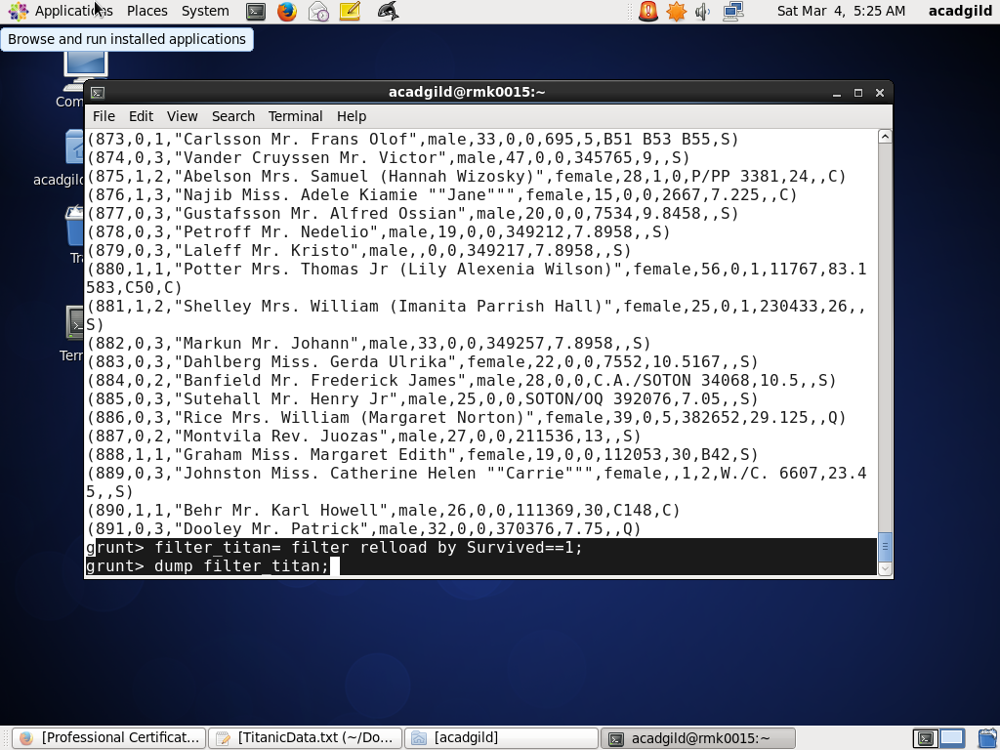 Applications Places System
Sat Mar 4, 5:25 AM acadgild
Browse and run installed applications
Com
acadgild
Tra
Term
acadgild@rmk0015:~
File Edit View Search Terminal Help
(873,0,1,"Carlsson Mr. Frans Olof",male,33,0,0,695,5,B51 B53 B55,S)
(874,0,3,"Vander Cruyssen Mr. Victor",male,47,0,0,345765,9,,S)
(875,1,2,"Abelson Mrs. Samuel (Hannah Wizosky)",female,28,1,0,P/PP 3381,24,,C)
(876,1,3,"Najib Miss. Adele Kiamie ""Jane""",female,15,0,0,2667,7.225,,C)
(877,0,3,"Gustafsson Mr. Alfred Ossian",male,20,0,0,7534,9.8458,,S)
(878,0,3,"Petroff Mr. Nedelio",male,19,0,0,349212,7.8958,,S)
(879,0,3,"Laleff Mr. Kristo",male,,0,0,349217,7.8958,,S)
(880,1,1,"Potter Mrs. Thomas Jr (Lily Alexenia Wilson)",female,56,0,1,11767,83.1
583,C50,C)
(881,1,2,"Shelley Mrs. William (Imanita Parrish Hall)",female,25,0,1,230433,26,,
S)
(882,0,3,"Markun Mr. Johann",male,33,0,0,349257,7.8958,,S)
(883,0,3,"Dahlberg Miss. Gerda Ulrika",female,22,0,0,7552,10.5167,,S)
(884,0,2,"Banfield Mr. Frederick James",male,28,0,0,C.A./SOTON 34068,10.5,,S)
(885,0,3,"Sutehall Mr. Henry Jr",male,25,0,0,SOTON/OQ 392076,7.05,,S)
(886,0,3,"Rice Mrs. William (Margaret Norton)",female,39,0,5,382652,29.125,,Q)
(887,0,2,"Montvila Rev. Juozas",male,27,0,0,211536,13,,S)
(888,1,1,"Graham Miss. Margaret Edith",female,19,0,0,112053,30,B42,S)
(889,0,3,"Johnston Miss. Catherine Helen ""Carrie""",female,,1,2,W./C. 6607,23.4
5,,S)
(890,1,1,"Behr Mr. Karl Howell",male,26,0,0,111369,30,C148,C)
(891,0,3,"Dooley Mr. Patrick",male,32,0,0,370376,7.75,,Q)
grunt> filter_titan= filter relload by Survived==1;
grunt> dump filter_titan;
[Professional Certificat... [TitanicData.txt (~/Do... [acadgild] acadgild@rmk0015:~